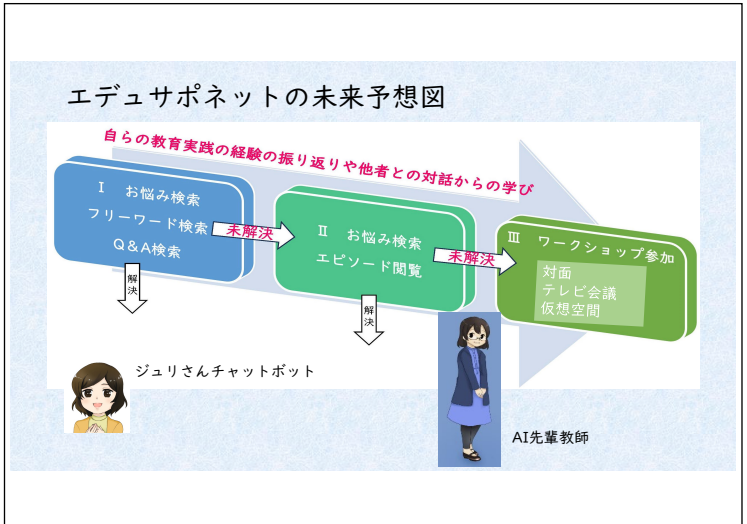 エデュサポネットの未来予想図
自らの教育実践の経験の振り返りや他者との対話からの学び
Ⅰ　お悩み検索
フリーワード検索
Q&A検索
未解決
Ⅱ　お悩み検索
エピソード閲覧
未解決
Ⅲ　ワークショップ参加
対面
テレビ会議
仮想空間
解決
解決
ジュリさんチャットボット
AI先輩教師